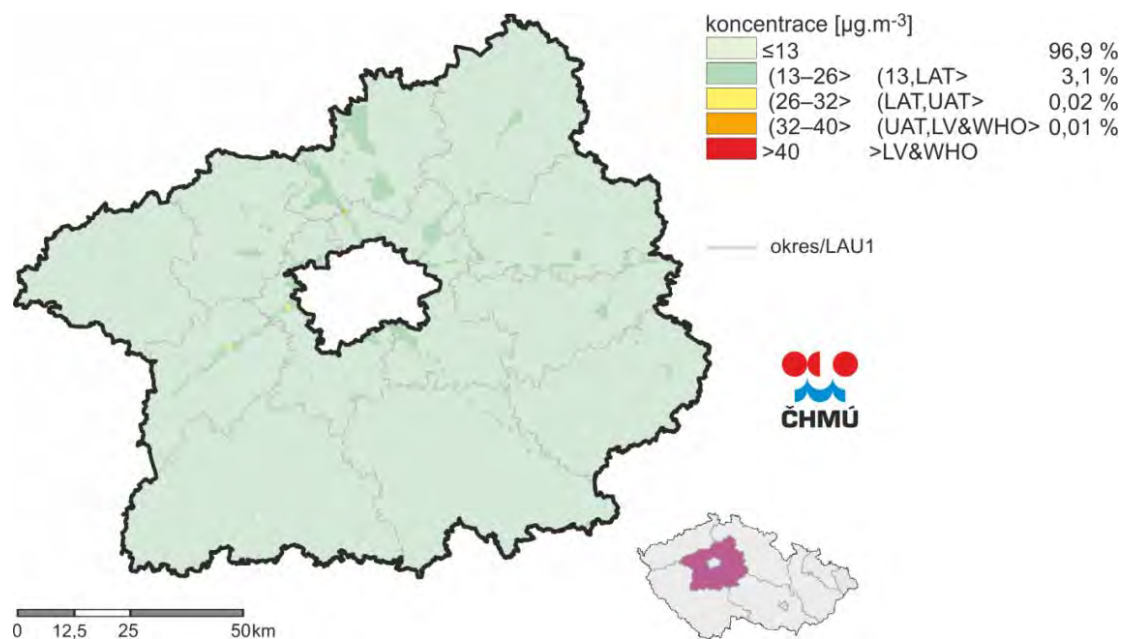 koncentrace [µg.m-3]
≤13 96,9 %
(13–26> (13,LAT> 3,1 %
(26–32> (LAT,UAT> 0,02 %
(32–40> (UAT,LV&WHO> 0,01 %
>40 >LV&WHO
okres/LAU1
ČHMÚ
0 12,5 25 50km